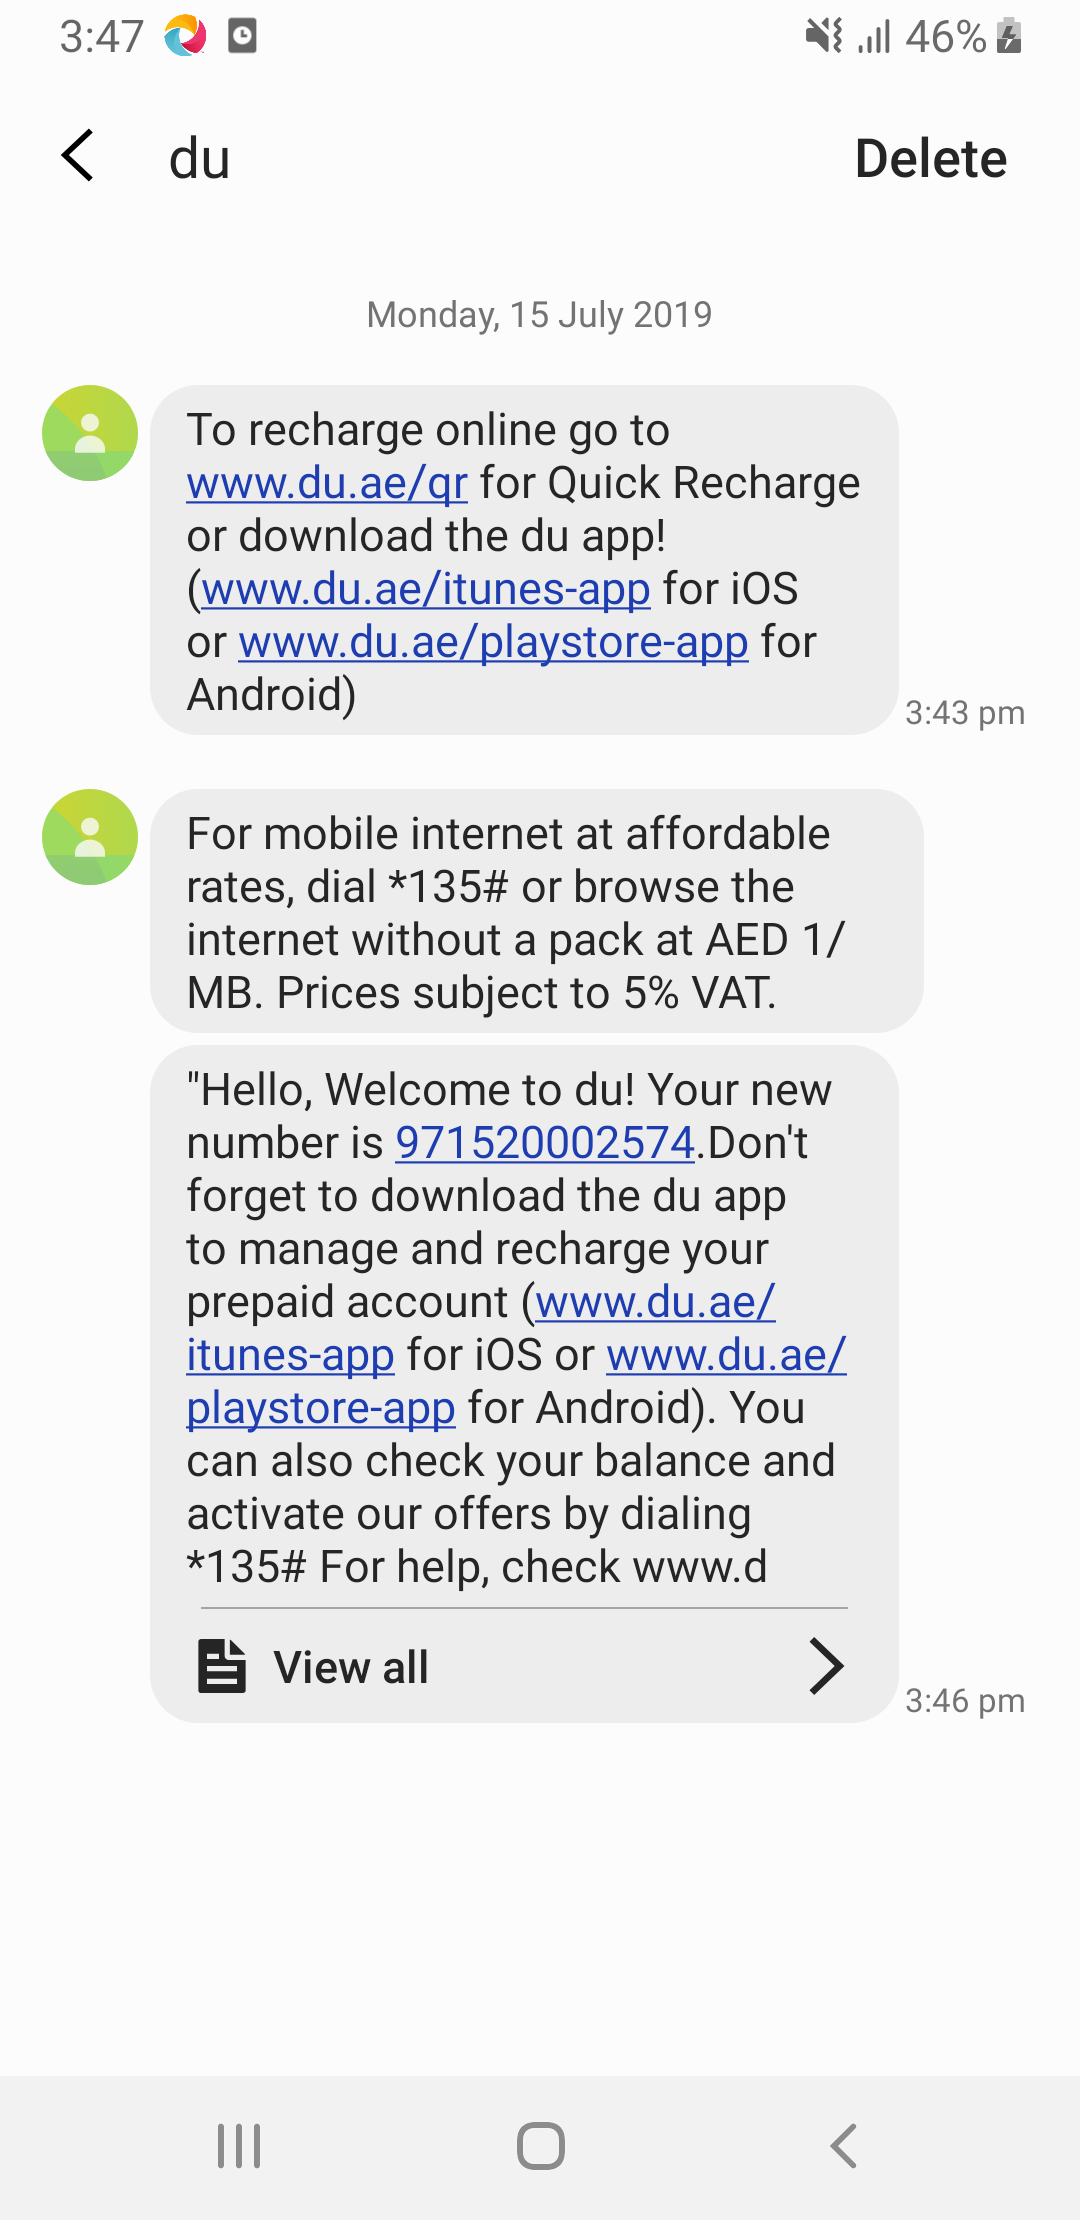 3:47
46%
du
Delete
Monday, 15 July 2019
To recharge online go to
www.du.ae/qr for Quick Recharge
or download the du app!
(www.du.ae/itunes-app for iOS
or www.du.ae/playstore-app for
Android)
3:43 pm
For mobile internet at affordable
rates, dial *135# or browse the
internet without a pack at AED 1/
MB. Prices subject to 5% VAT.
"Hello, Welcome to du! Your new
number is 971520002574.Don't
forget to download the du app
to manage and recharge your
prepaid account (www.du.ae/
itunes-app for iOS or www.du.ae/
playstore-app for Android). You
can also check your balance and
activate our offers by dialing
*135# For help, check www.d
View all
3:46 pm